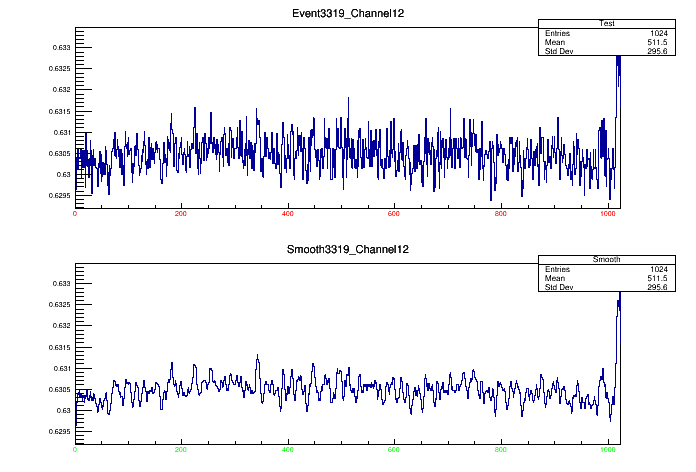 Event3319_Channel12
Test
Entries 1024
Mean 511.5
Std Dev 295.6
0.633
0.6325
0.632
0.6315
0.631
0.6305
0.63
0.6295
0 200 400 600 800 1000
Smooth3319_Channel12
Smooth
Entries 1024
Mean 511.5
Std Dev 295.6
0.633
0.6325
0.632
0.6315
0.631
0.6305
0.63
0.6295
0 200 400 600 800 1000